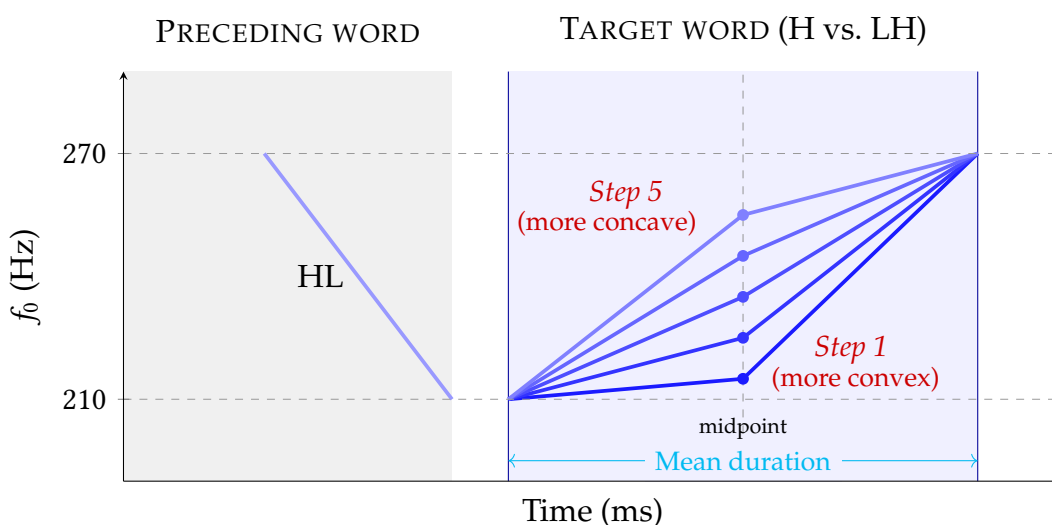 PRECEDING WORD
TARGET WORD (H vs. LH)
270
Step 5
(more concave)
HL
f0 (Hz)
Step 1
(more convex)
210
midpoint
Mean duration
Time (ms)